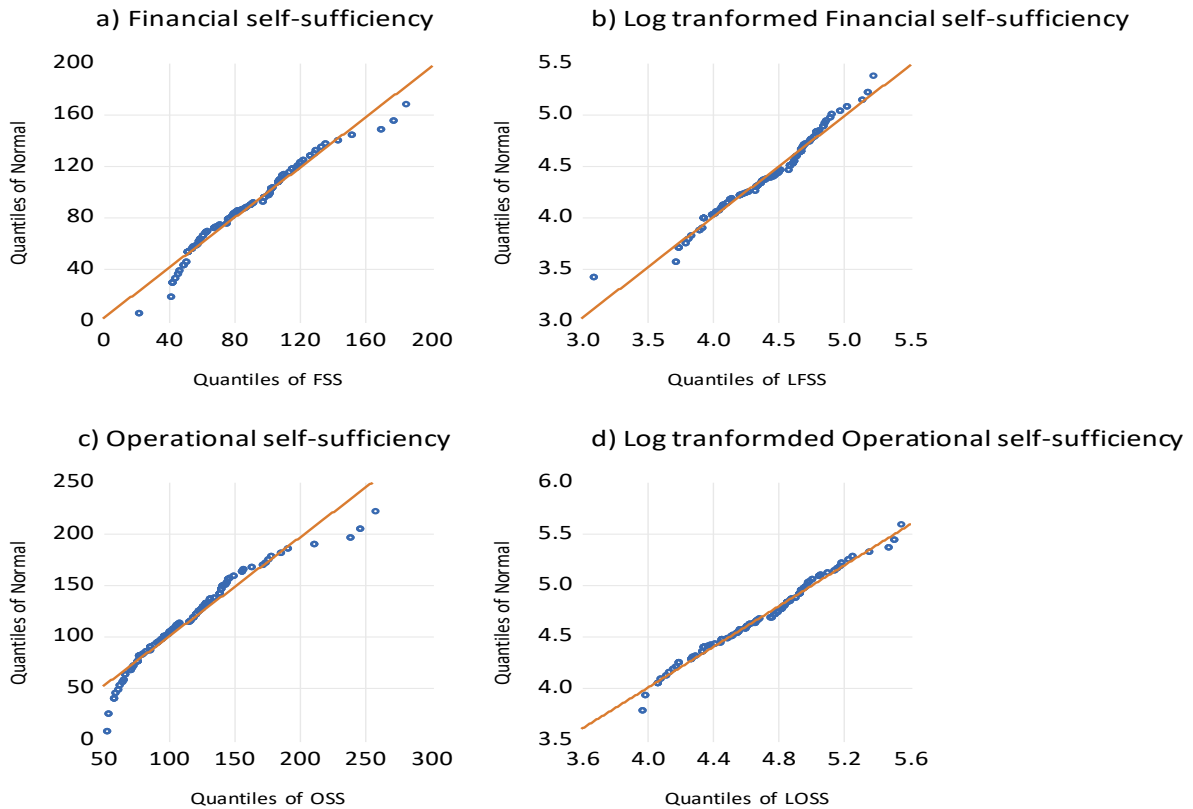 a) Financial self-sufficiency
200
160
120
80
40
0
Quantiles of Normal
0 40 80 120 160 200
Quantiles of FSS
b) Log tranformed Financial self-sufficiency
5.5
5.0
4.5
4.0
3.5
3.0
Quantiles of Normal
3.0 3.5 4.0 4.5 5.0 5.5
Quantiles of LFSS
c) Operational self-sufficiency
250
200
150
100
50
0
Quantiles of Normal
50 100 150 200 250 300
Quantiles of OSS
d) Log tranformded Operational self-sufficiency
6.0
5.5
5.0
4.5
4.0
3.5
Quantiles of Normal
3.6 4.0 4.4 4.8 5.2 5.6
Quantiles of LOSS